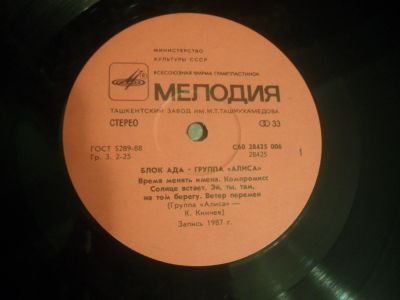 МИНИСТЕРСТВО
КУЛЬТУРЫ СССР
ВСЕСОЮЗНАЯ ФИРМА ГРАМПЛАСТИНОК
МЕЛОДИЯ
ТАШКЕНТСКИЙ ЗАВОД ИМ. М.Т. ТАШМУХАМЕДОВА
СТЕРЕО 33
ГОСТ 5289-88 С60 28425 006
Гр. 3. 2-25 28425 1
БЛОК АДА - ГРУППА «АЛИСА»
Время менять имена. Компромисс
Солнце встает. Эй, ты, там,
на том берегу. Ветер перемен
(Группа «Алиса» —
К. Кинчев)
Запись 1987 г.